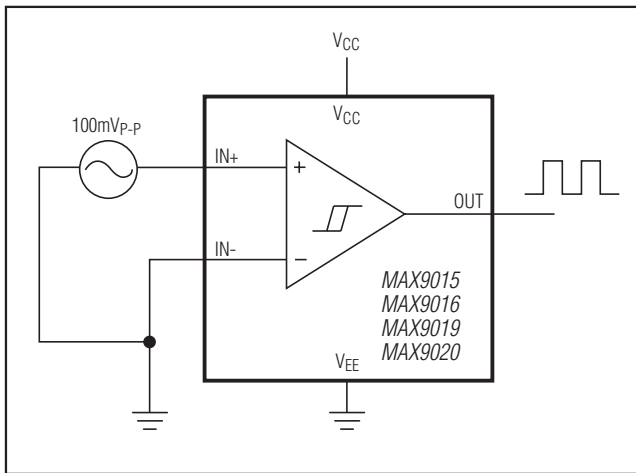 VCC
VCC
100mVP-P
IN+
+
OUT
IN-
−
MAX9015
MAX9016
MAX9019
MAX9020
VEE